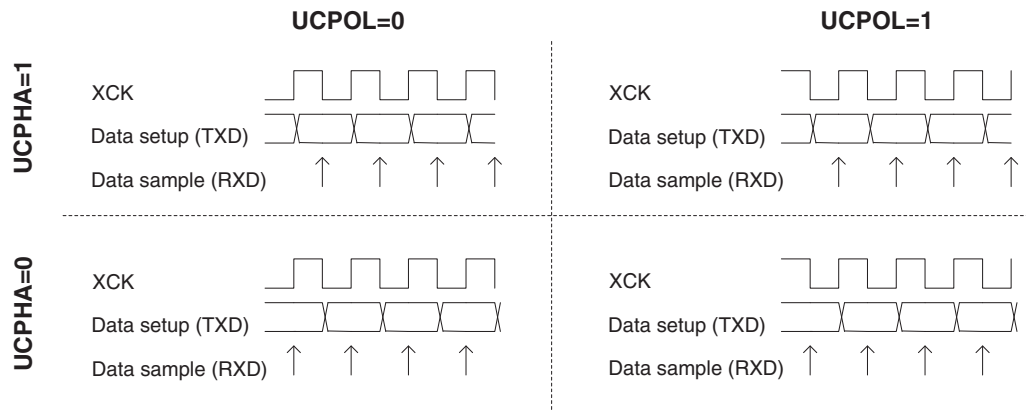 UCPOL=0
UCPOL=1
UCPHA=1
XCK
Data setup (TXD)
Data sample (RXD)
XCK
Data setup (TXD)
Data sample (RXD)
UCPHA=0
XCK
Data setup (TXD)
Data sample (RXD)
XCK
Data setup (TXD)
Data sample (RXD)